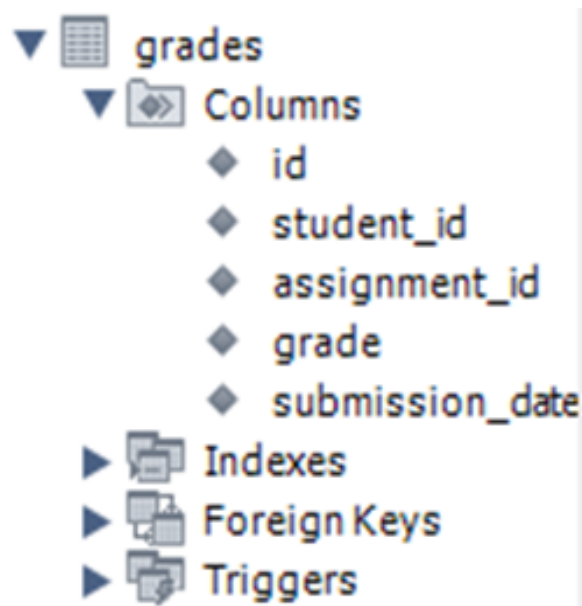 grades
Columns
id
student_id
assignment_id
grade
submission_date
Indexes
Foreign Keys
Triggers